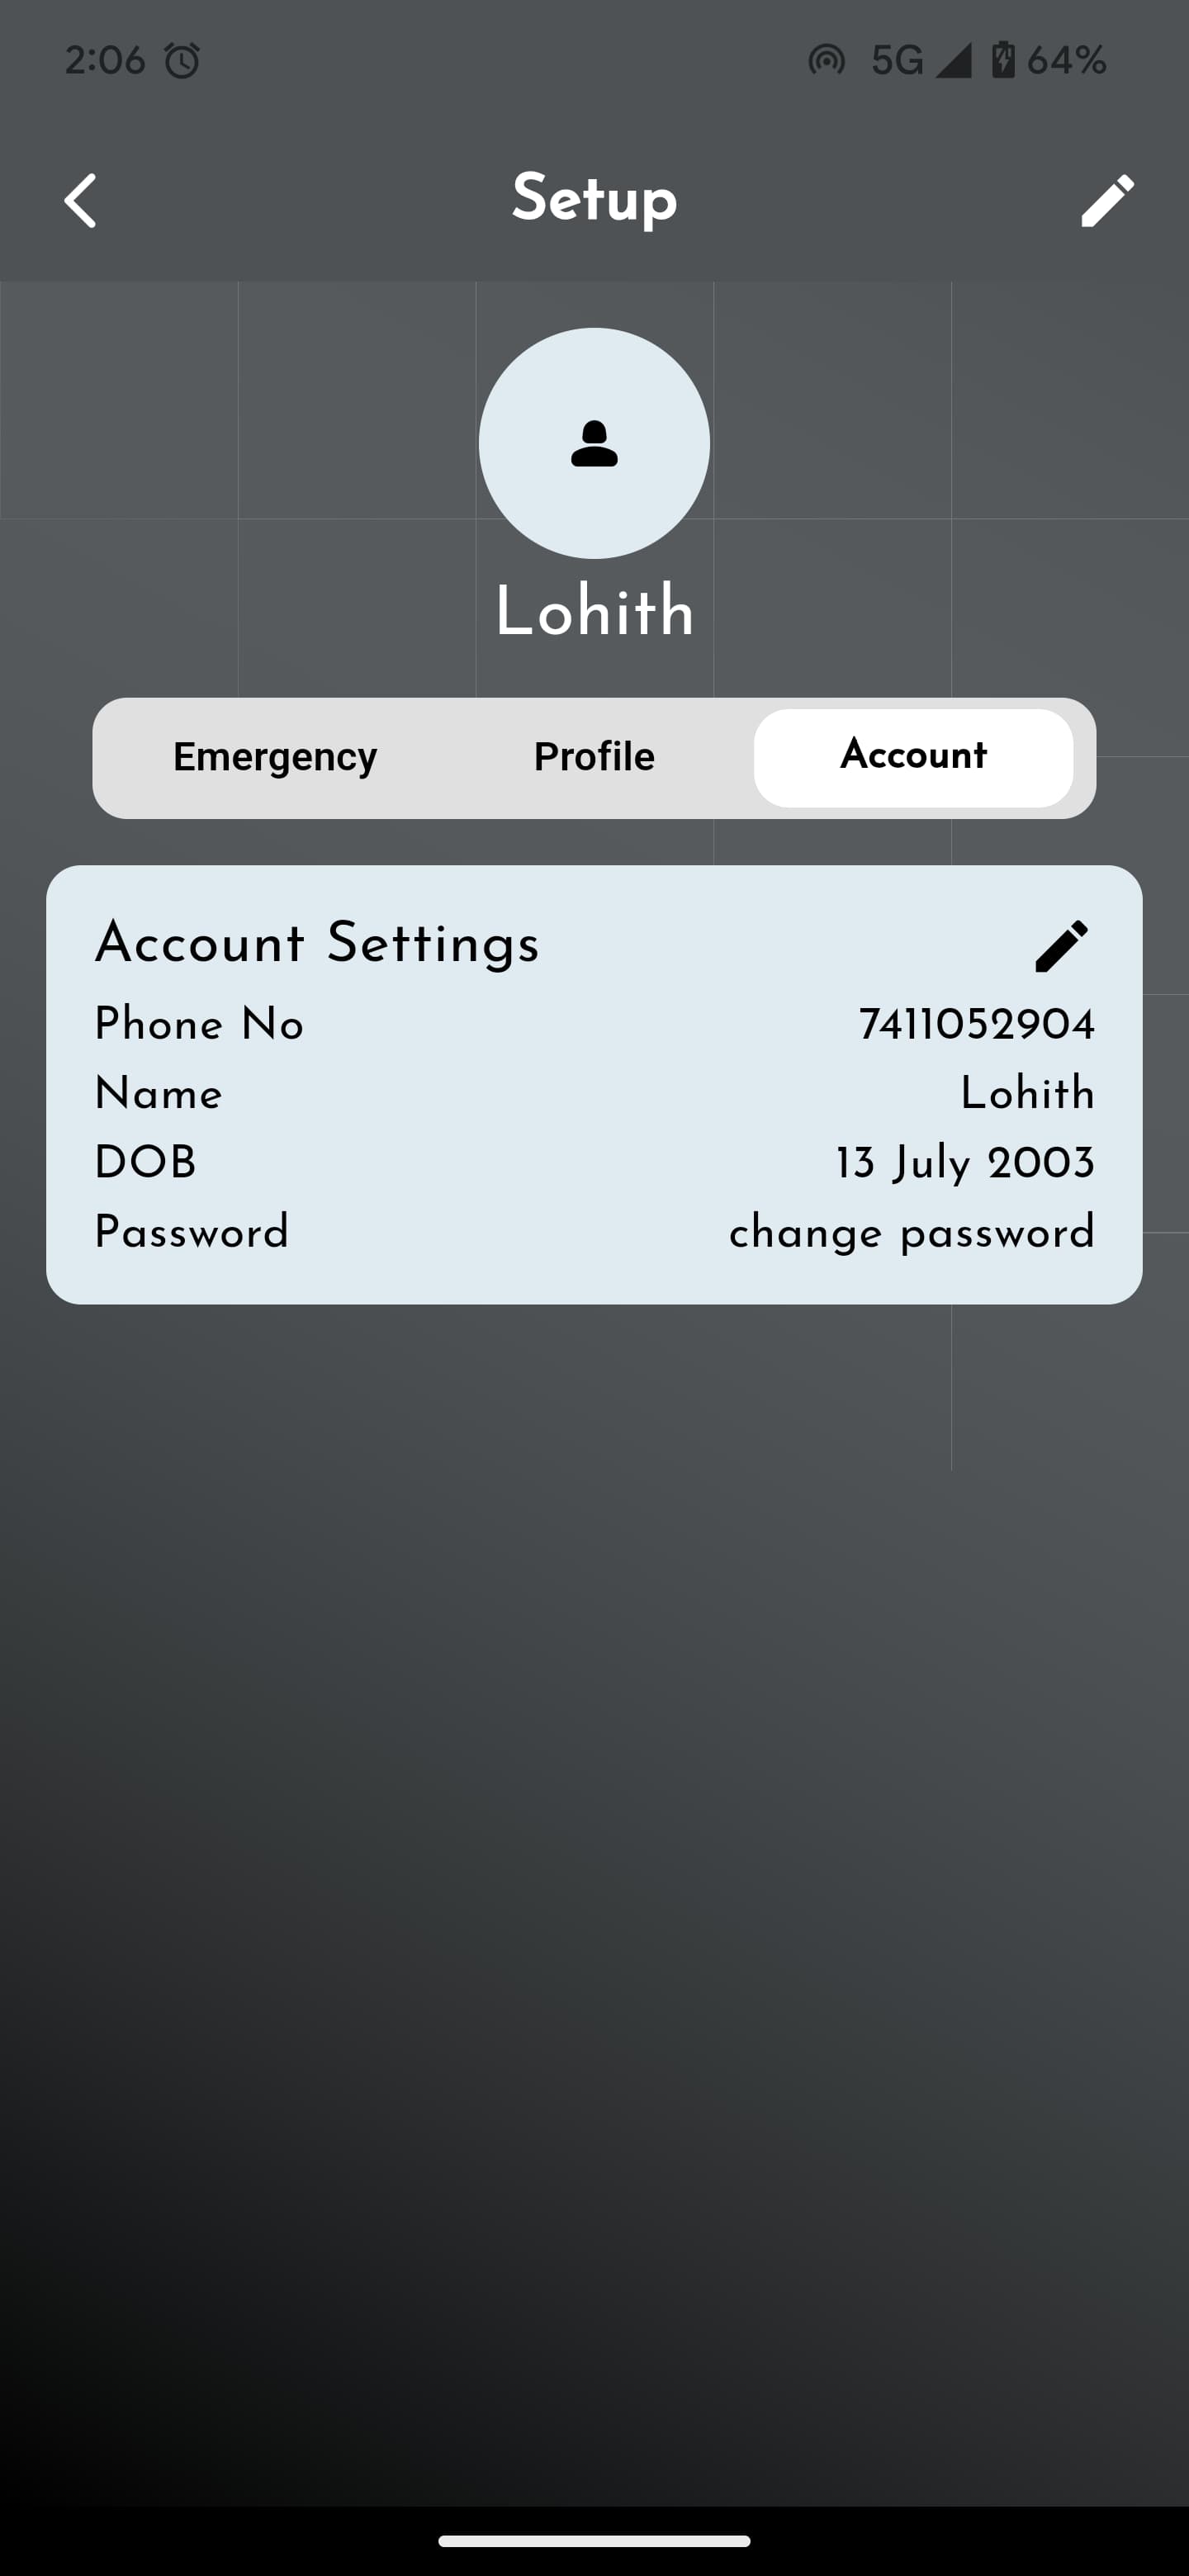 2:06 5G 64%
Setup
Lohith
Emergency Profile Account
Account Settings
Phone No 7411052904
Name Lohith
DOB 13 July 2003
Password change password